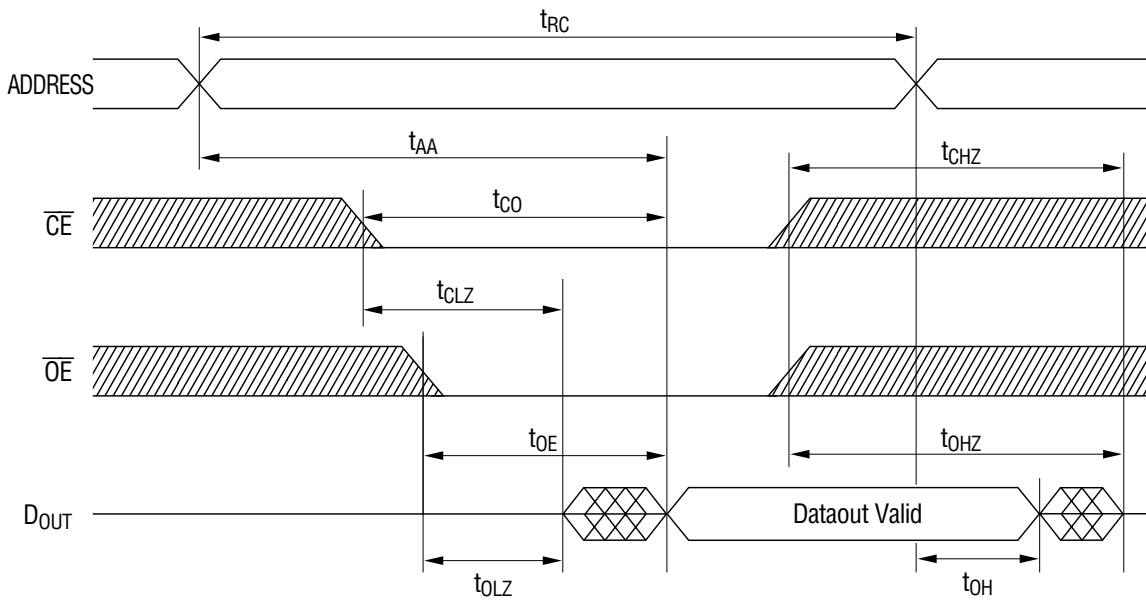 tRC
ADDRESS
tAA
tCHZ
tCO
CE
tCLZ
OE
tOE
tOHZ
DOUT
Dataout Valid
tOLZ
tOH